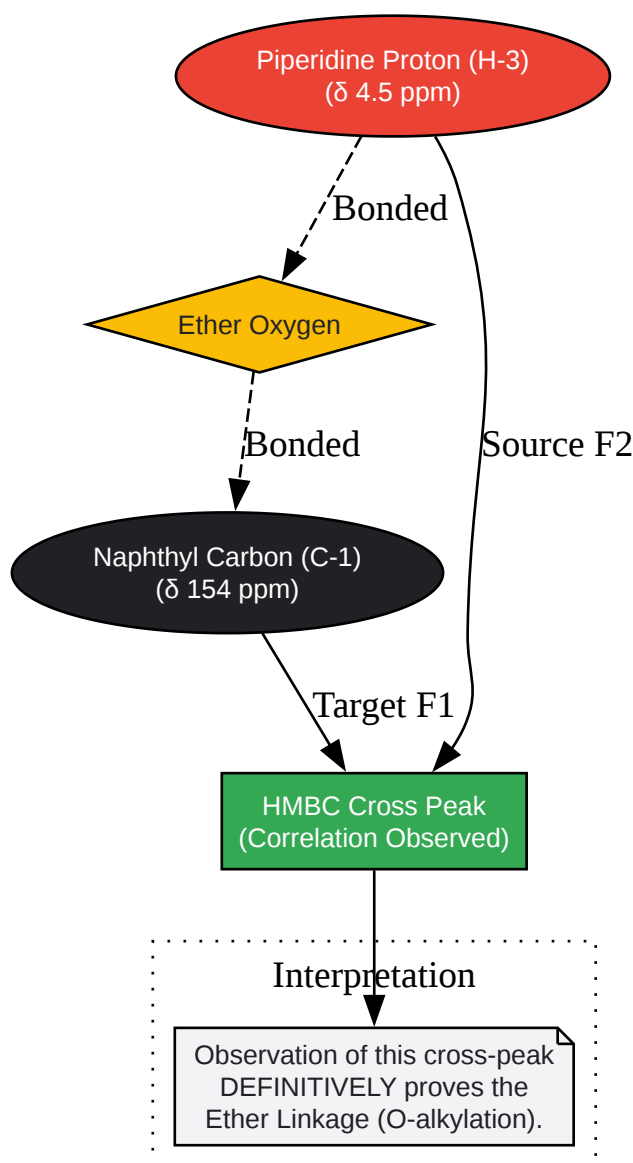 Piperidine Proton (H-3)
(δ 4.5 ppm)
Bonded
Ether Oxygen
Bonded
Source F2
Naphthyl Carbon (C-1)
(δ 154 ppm)
Target F1
HMBC Cross Peak
(Correlation Observed)
Interpretation
Observation of this cross-peak
DEFINITIVELY proves the
Ether Linkage (O-alkylation).